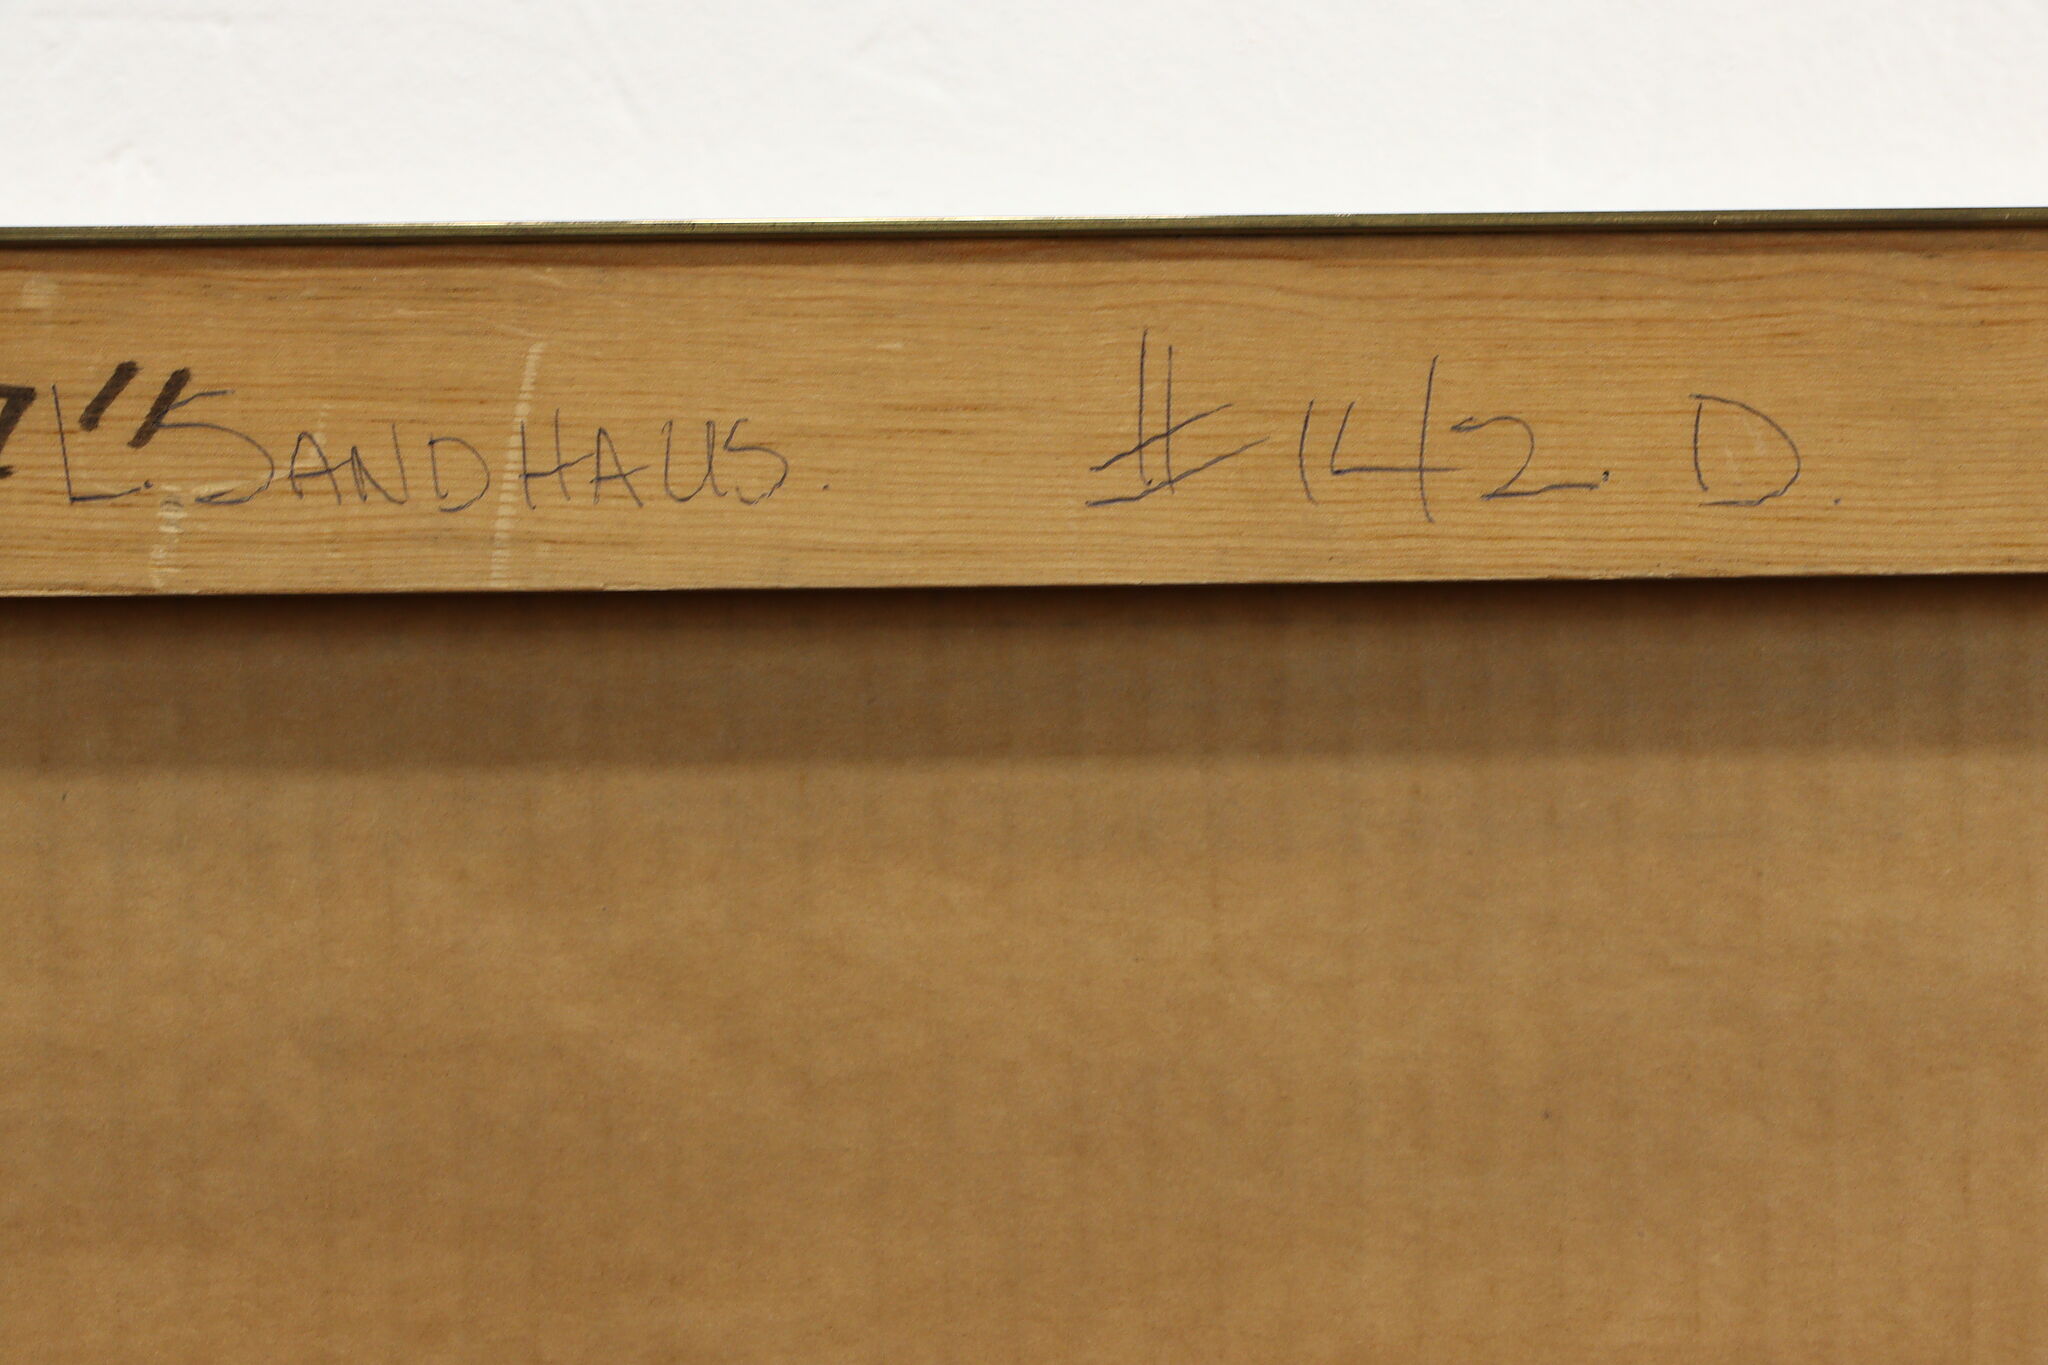 " L. SANDHAUS. # 142. D.